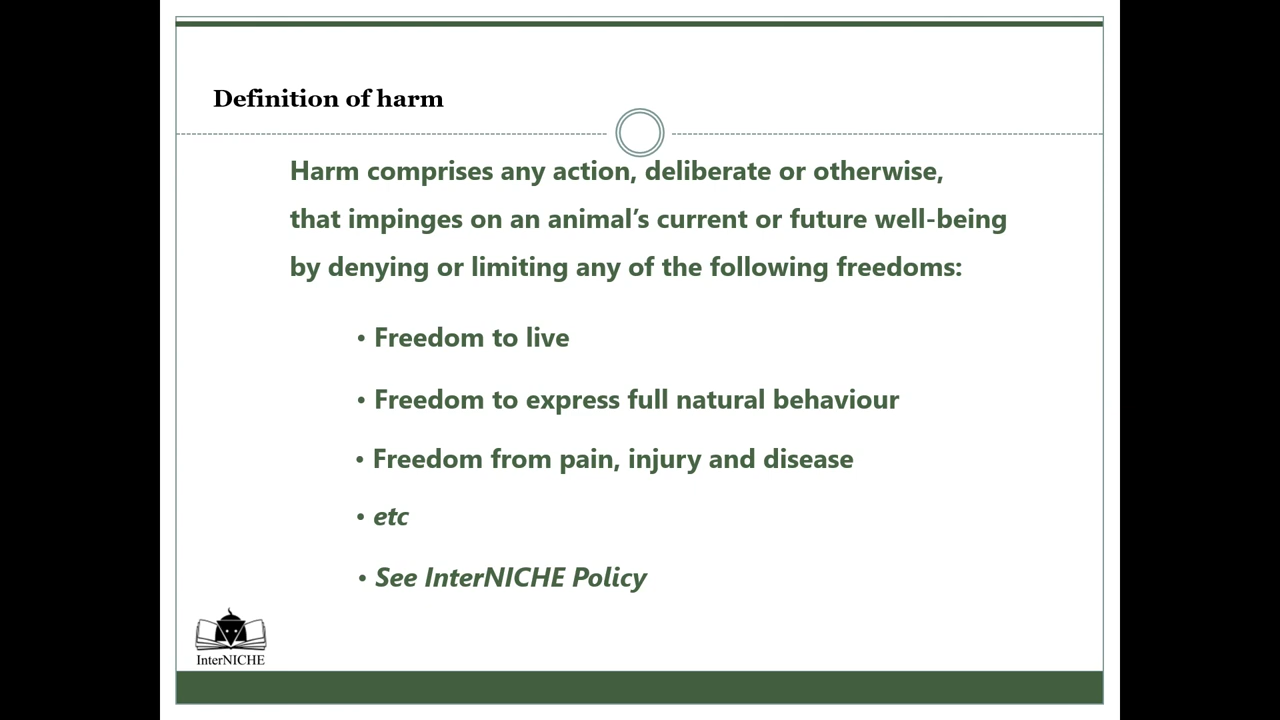 Definition of harm
Harm comprises any action, deliberate or otherwise,
that impinges on an animal's current or future well-being
by denying or limiting any of the following freedoms:
• Freedom to live
• Freedom to express full natural behaviour
• Freedom from pain, injury and disease
• etc
• See InterNICHE Policy
InterNICHE